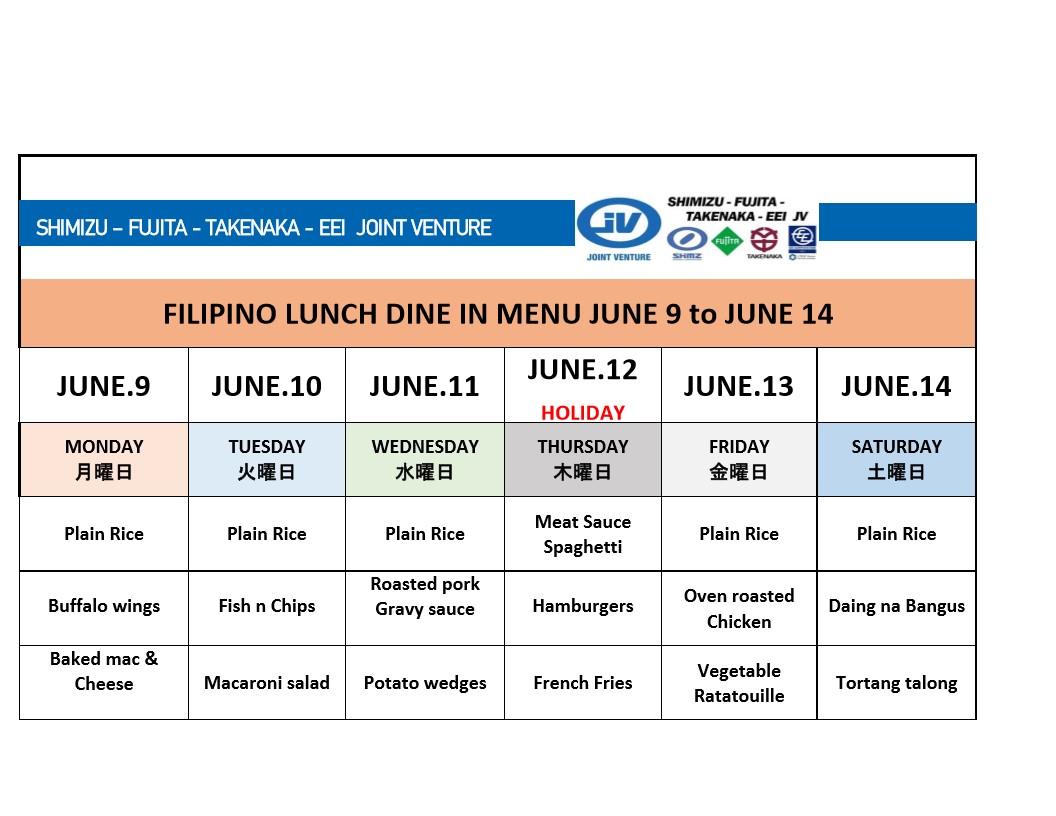 SHIMIZU – FUJITA - TAKENAKA - EEI JOINT VENTURE
JV
JOINT VENTURE
SHIMIZU - FUJITA -
TAKENAKA - EEI JV
SHIMZ
FUJITA
TAKENAKA
FILIPINO LUNCH DINE IN MENU JUNE 9 to JUNE 14
JUNE.9
JUNE.10
JUNE.11
JUNE.12
HOLIDAY
JUNE.13
JUNE.14
MONDAY
月曜日
TUESDAY
火曜日
WEDNESDAY
水曜日
THURSDAY
木曜日
FRIDAY
金曜日
SATURDAY
土曜日
Plain Rice
Plain Rice
Plain Rice
Meat Sauce
Spaghetti
Plain Rice
Plain Rice
Buffalo wings
Fish n Chips
Roasted pork
Gravy sauce
Hamburgers
Oven roasted
Chicken
Daing na Bangus
Baked mac &
Cheese
Macaroni salad
Potato wedges
French Fries
Vegetable
Ratatouille
Tortang talong